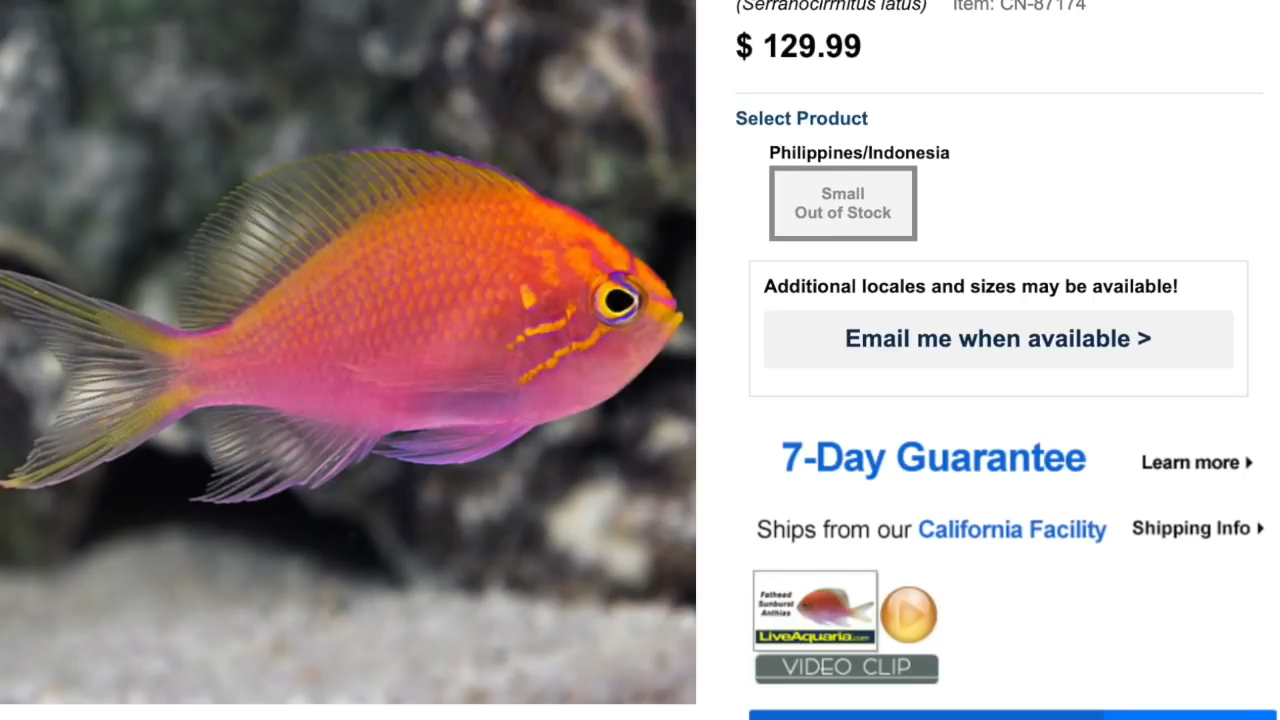 (Serranocirrhitus latus) Item: CN-87174
$ 129.99
Select Product
Philippines/Indonesia
Small
Out of Stock
Additional locales and sizes may be available!
Email me when available >
7-Day Guarantee
Learn more
Ships from our California Facility
Shipping Info
Fathead
Sunburst
Anthias
LiveAquaria.com
VIDEO CLIP